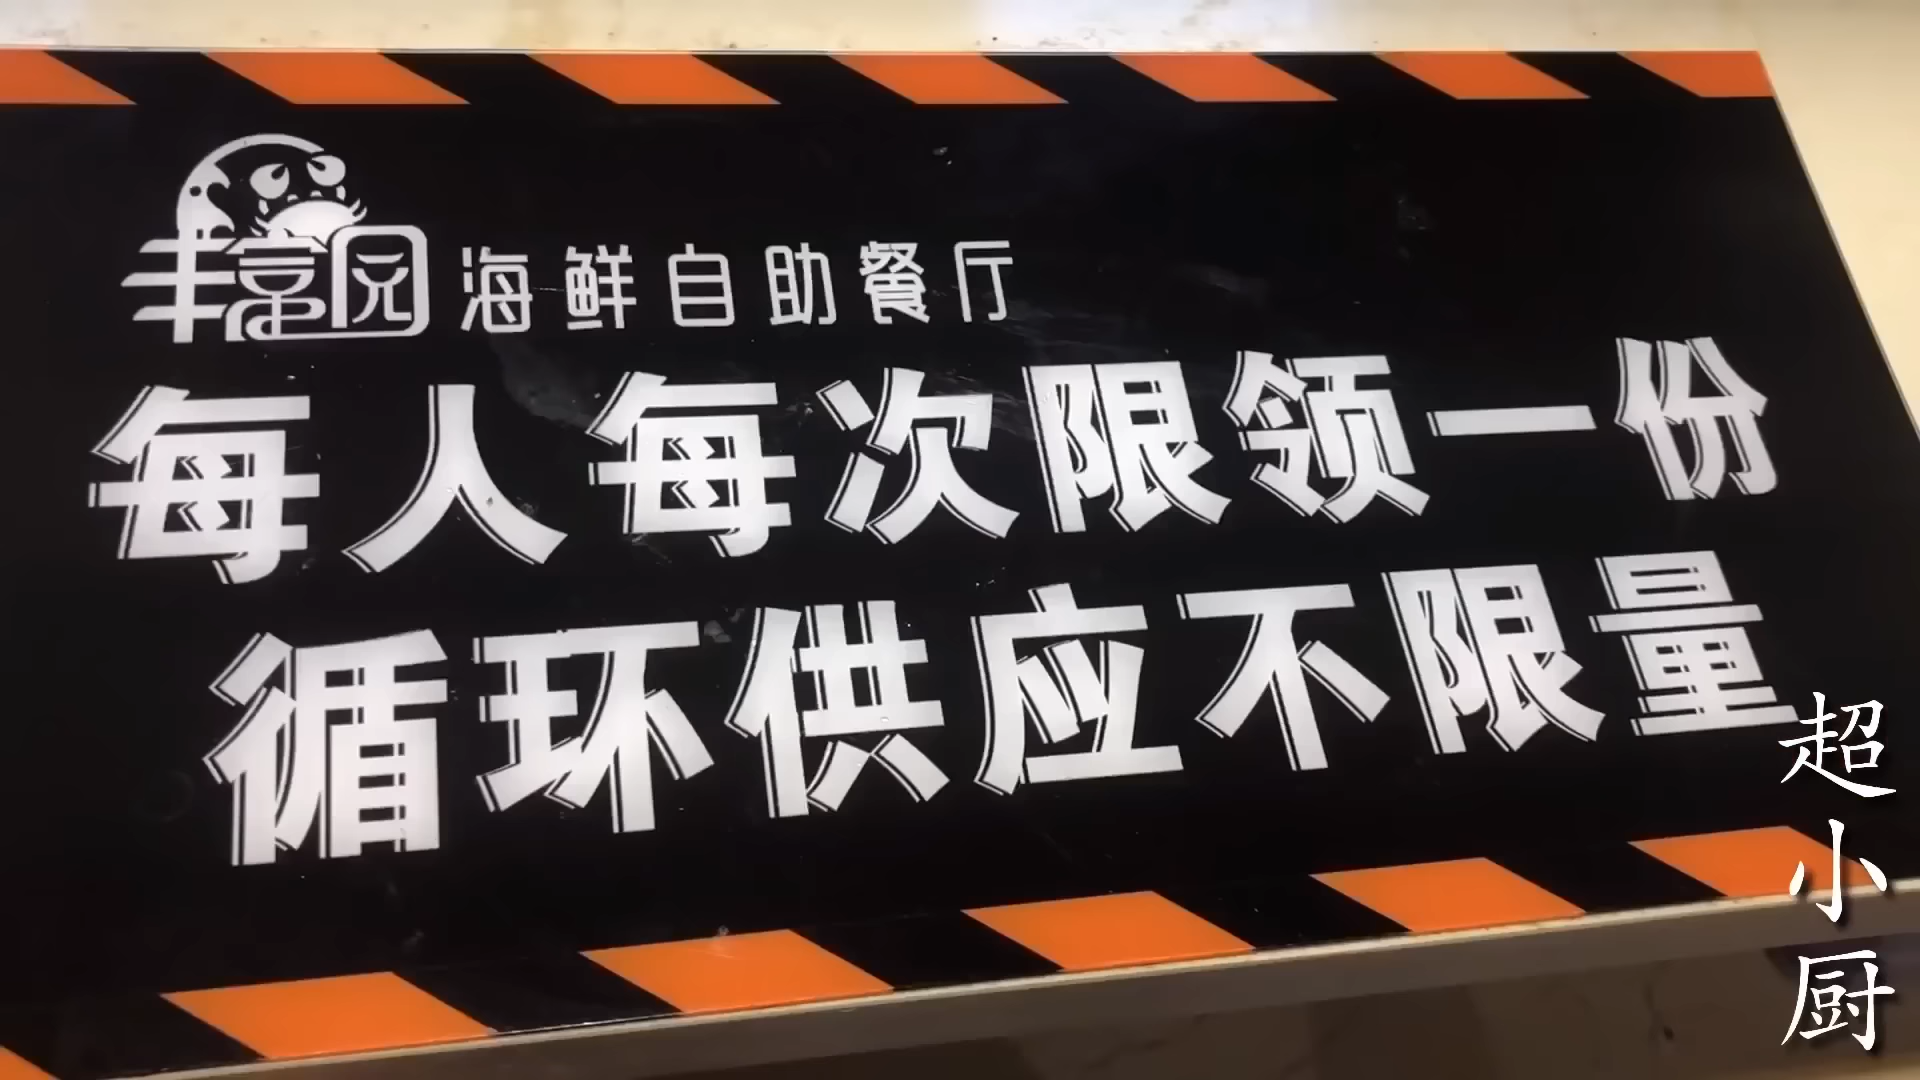 丰富园 海鲜自助餐厅
每人每次限领一份
循环供应不限量
超小厨